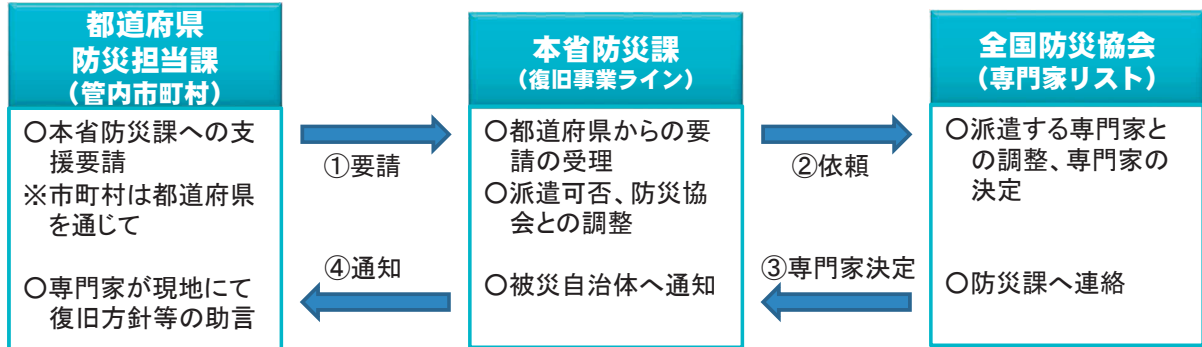 都道府県
防災担当課
(管内市町村)
○本省防災課への支
援要請
※市町村は都道府県
を通じて
○専門家が現地にて
復旧方針等の助言
①要請
④通知
本省防災課
(復旧事業ライン)
○都道府県からの要
請の受理
○派遣可否、防災協
会との調整
○被災自治体へ通知
②依頼
③専門家決定
全国防災協会
(専門家リスト)
○派遣する専門家と
の調整、専門家の
決定
○防災課へ連絡